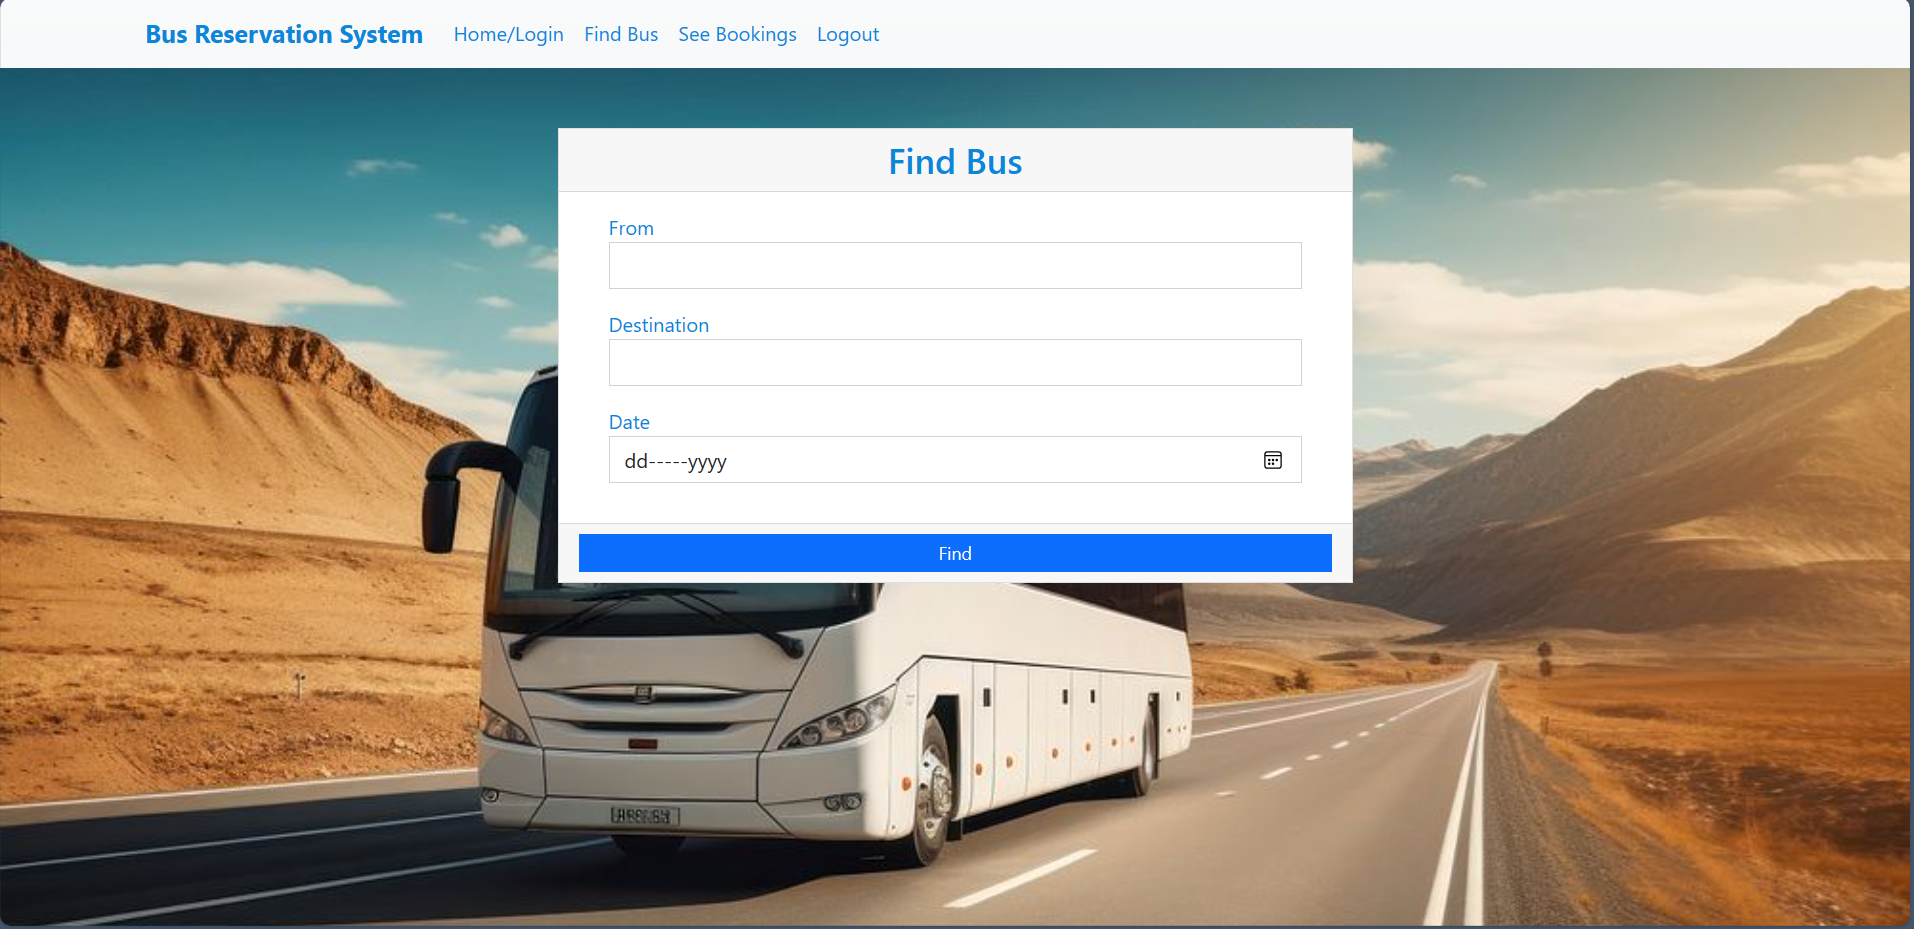 Bus Reservation System Home/Login Find Bus See Bookings Logout
Find Bus
From
Destination
Date
dd-----yyyy
Find